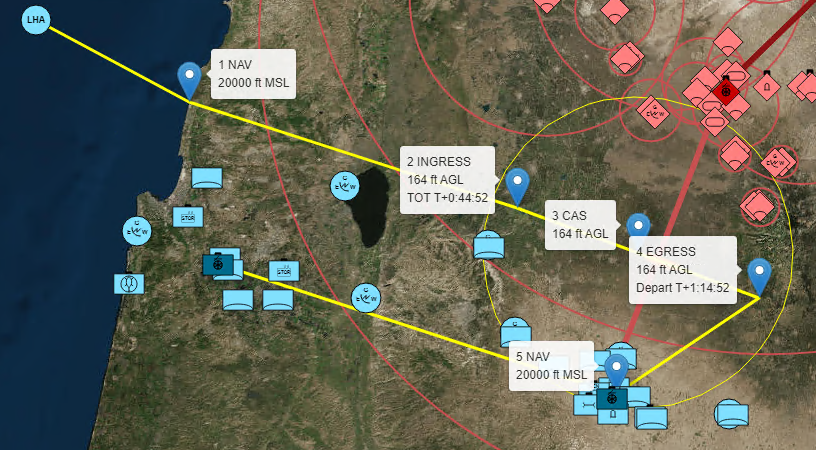 LHA
1 NAV
20000 ft MSL
2 INGRESS
164 ft AGL
TOT T+0:44:52
3 CAS
164 ft AGL
4 EGRESS
164 ft AGL
Depart T+1:14:52
5 NAV
20000 ft MSL
G
E W
G
E W
G
E W
STOR
STOR